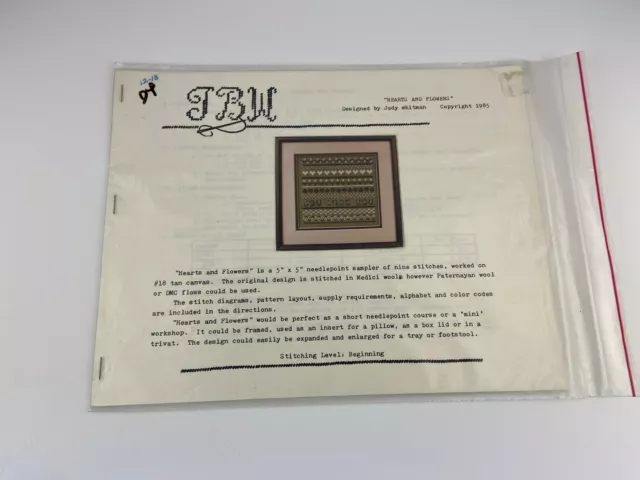 12-18
TBW
"HEARTS AND FLOWERS"
Designed by Judy Whitman Copyright 1985
"Hearts and Flowers" is a 5" x 5" needlepoint sampler of nine stitches, worked on
#18 tan canvas. The original design is stitched in Medici wool, however Paternayan wool
or DMC floss could be used.
The stitch diagrams, pattern layout, supply requirements, alphabet and color codes
are included in the directions.
"Hearts and Flowers" would be perfect as a short needlepoint course or a 'mini'
workshop. It could be framed, used as an insert for a pillow, as a box lid or in a
trivat. The design could easily be expanded and enlarged for a tray or footstool.
Stitching Level: Beginning